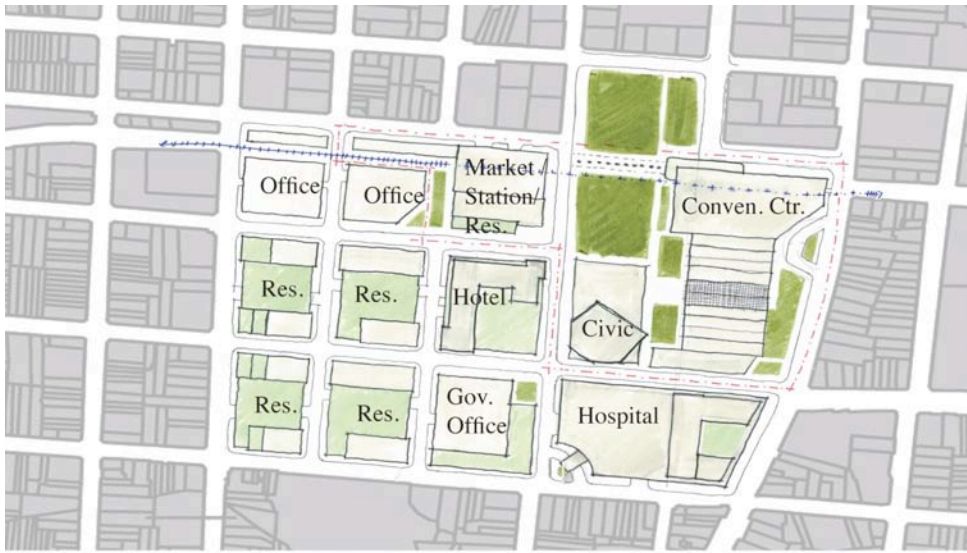 Market
Station/
Res.
Office
Office
Conven. Ctr.
Res.
Res.
Hotel
Civic
Res.
Res.
Gov.
Office
Hospital